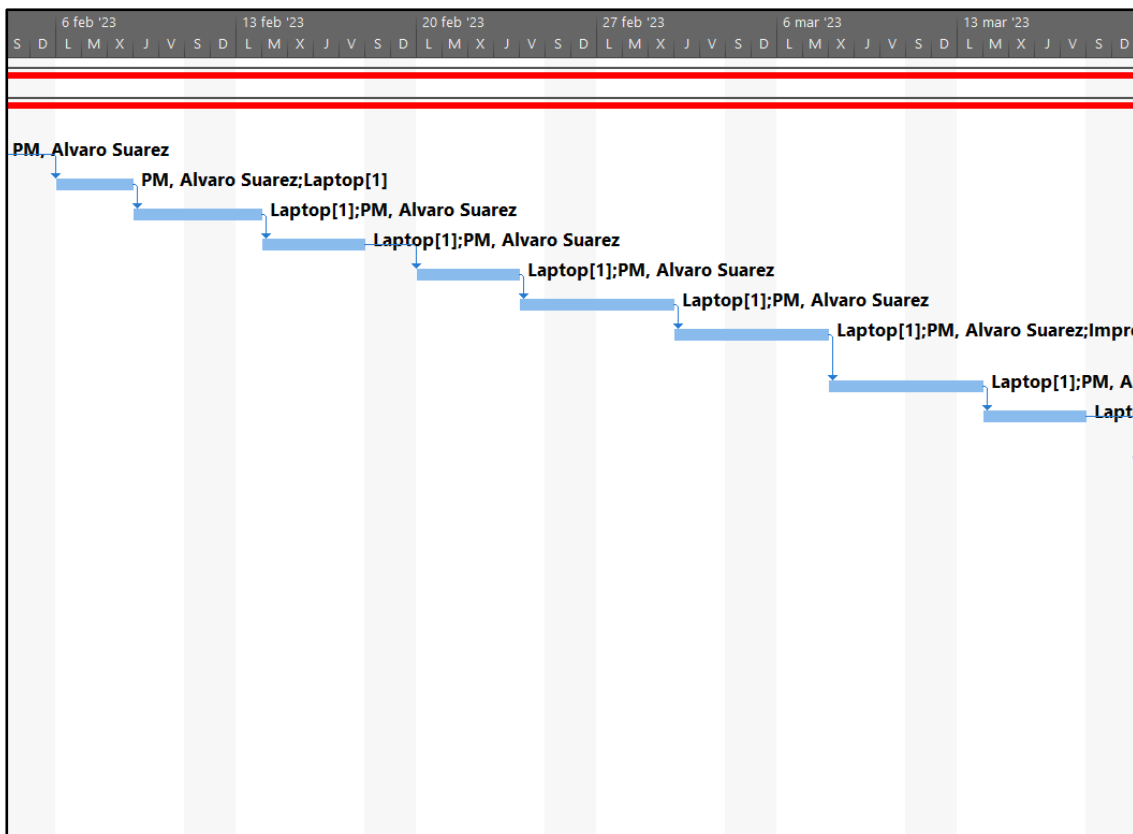 6 feb '23 13 feb '23 20 feb '23 27 feb '23 6 mar '23 13 mar '23
S D L M X J V S D L M X J V S D L M X J V S D L M X J V S D L M X J V S D L M X J V S D
PM, Alvaro Suarez
PM, Alvaro Suarez;Laptop[1]
Laptop[1];PM, Alvaro Suarez
Laptop[1];PM, Alvaro Suarez
Laptop[1];PM, Alvaro Suarez
Laptop[1];PM, Alvaro Suarez
Laptop[1];PM, Alvaro Suarez;Impre
Laptop[1];PM, A
Lapt